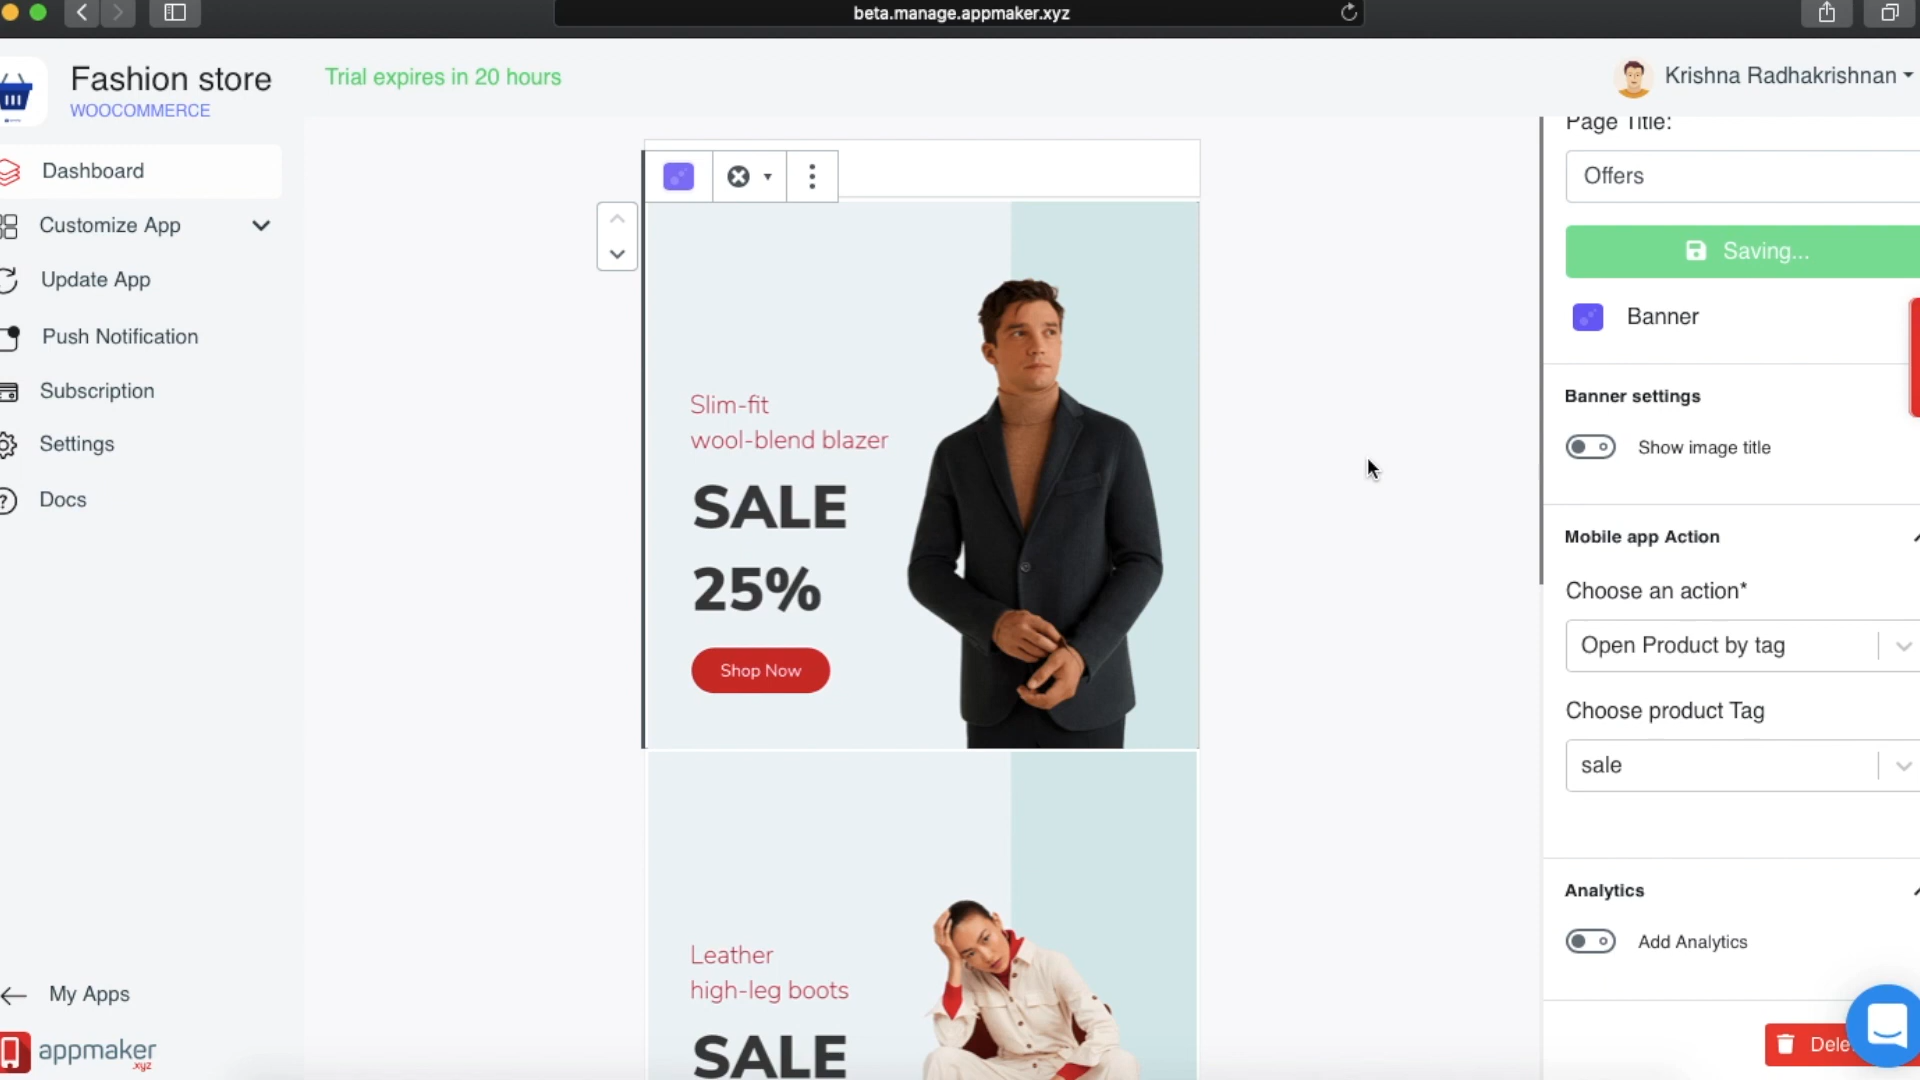 beta.manage.appmaker.xyz
Fashion store
WOOCOMMERCE
Trial expires in 20 hours
Krishna Radhakrishnan
Dashboard
Customize App
Update App
Push Notification
Subscription
Settings
Docs
My Apps
appmaker
.xyz
Slim-fit
wool-blend blazer
SALE
25%
Shop Now
Leather
high-leg boots
SALE
Page Title:
Offers
Saving...
Banner
Banner settings
Show image title
Mobile app Action
Choose an action*
Open Product by tag
Choose product Tag
sale
Analytics
Add Analytics
Dele